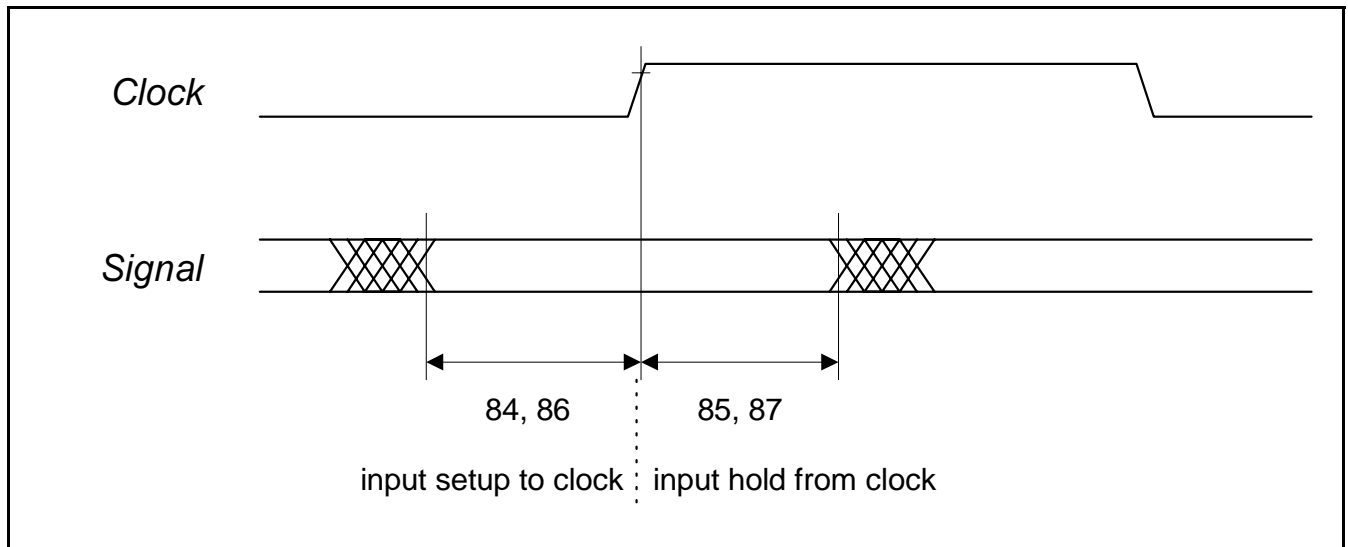 Clock
Signal
84, 86
85, 87
input setup to clock
input hold from clock